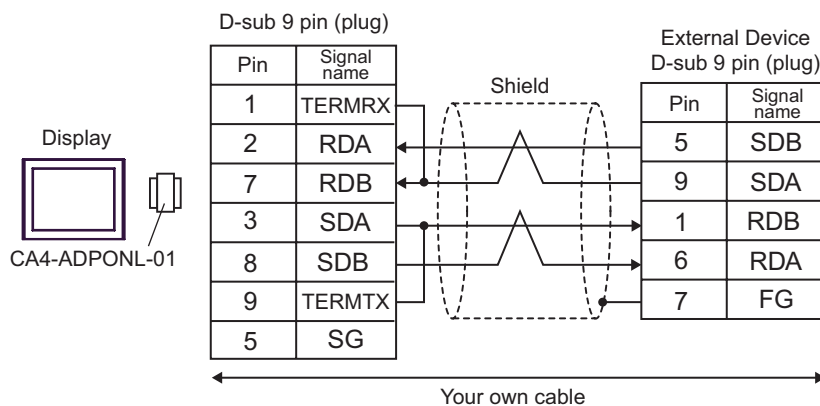 D-sub 9 pin (plug)
Pin Signal name
1 TERMRX
2 RDA
7 RDB
3 SDA
8 SDB
9 TERMTX
5 SG
Display
CA4-ADPONL-01
Shield
External Device
D-sub 9 pin (plug)
Pin Signal name
5 SDB
9 SDA
1 RDB
6 RDA
7 FG
Your own cable